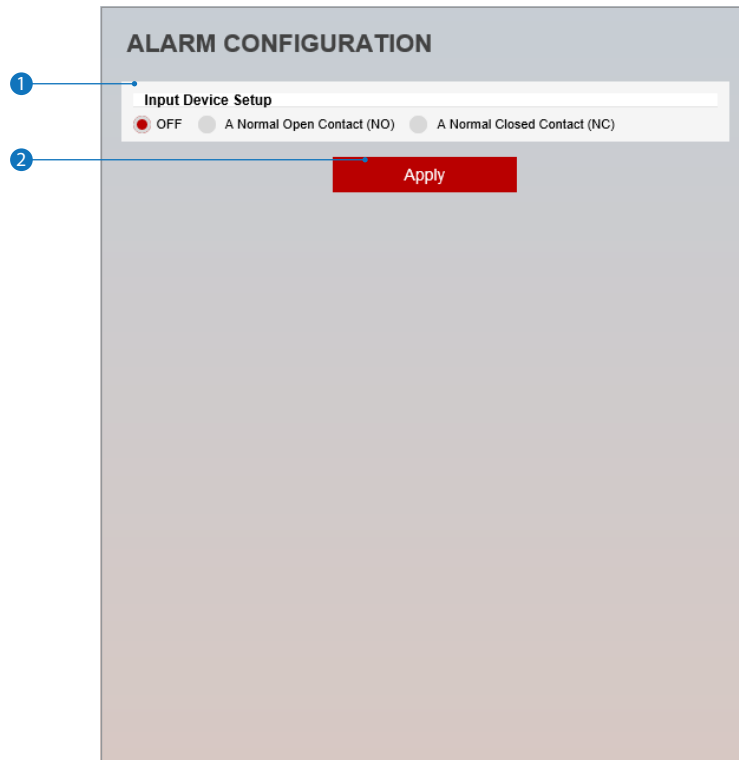 ALARM CONFIGURATION
1
Input Device Setup
OFF A Normal Open Contact (NO) A Normal Closed Contact (NC)
2
Apply